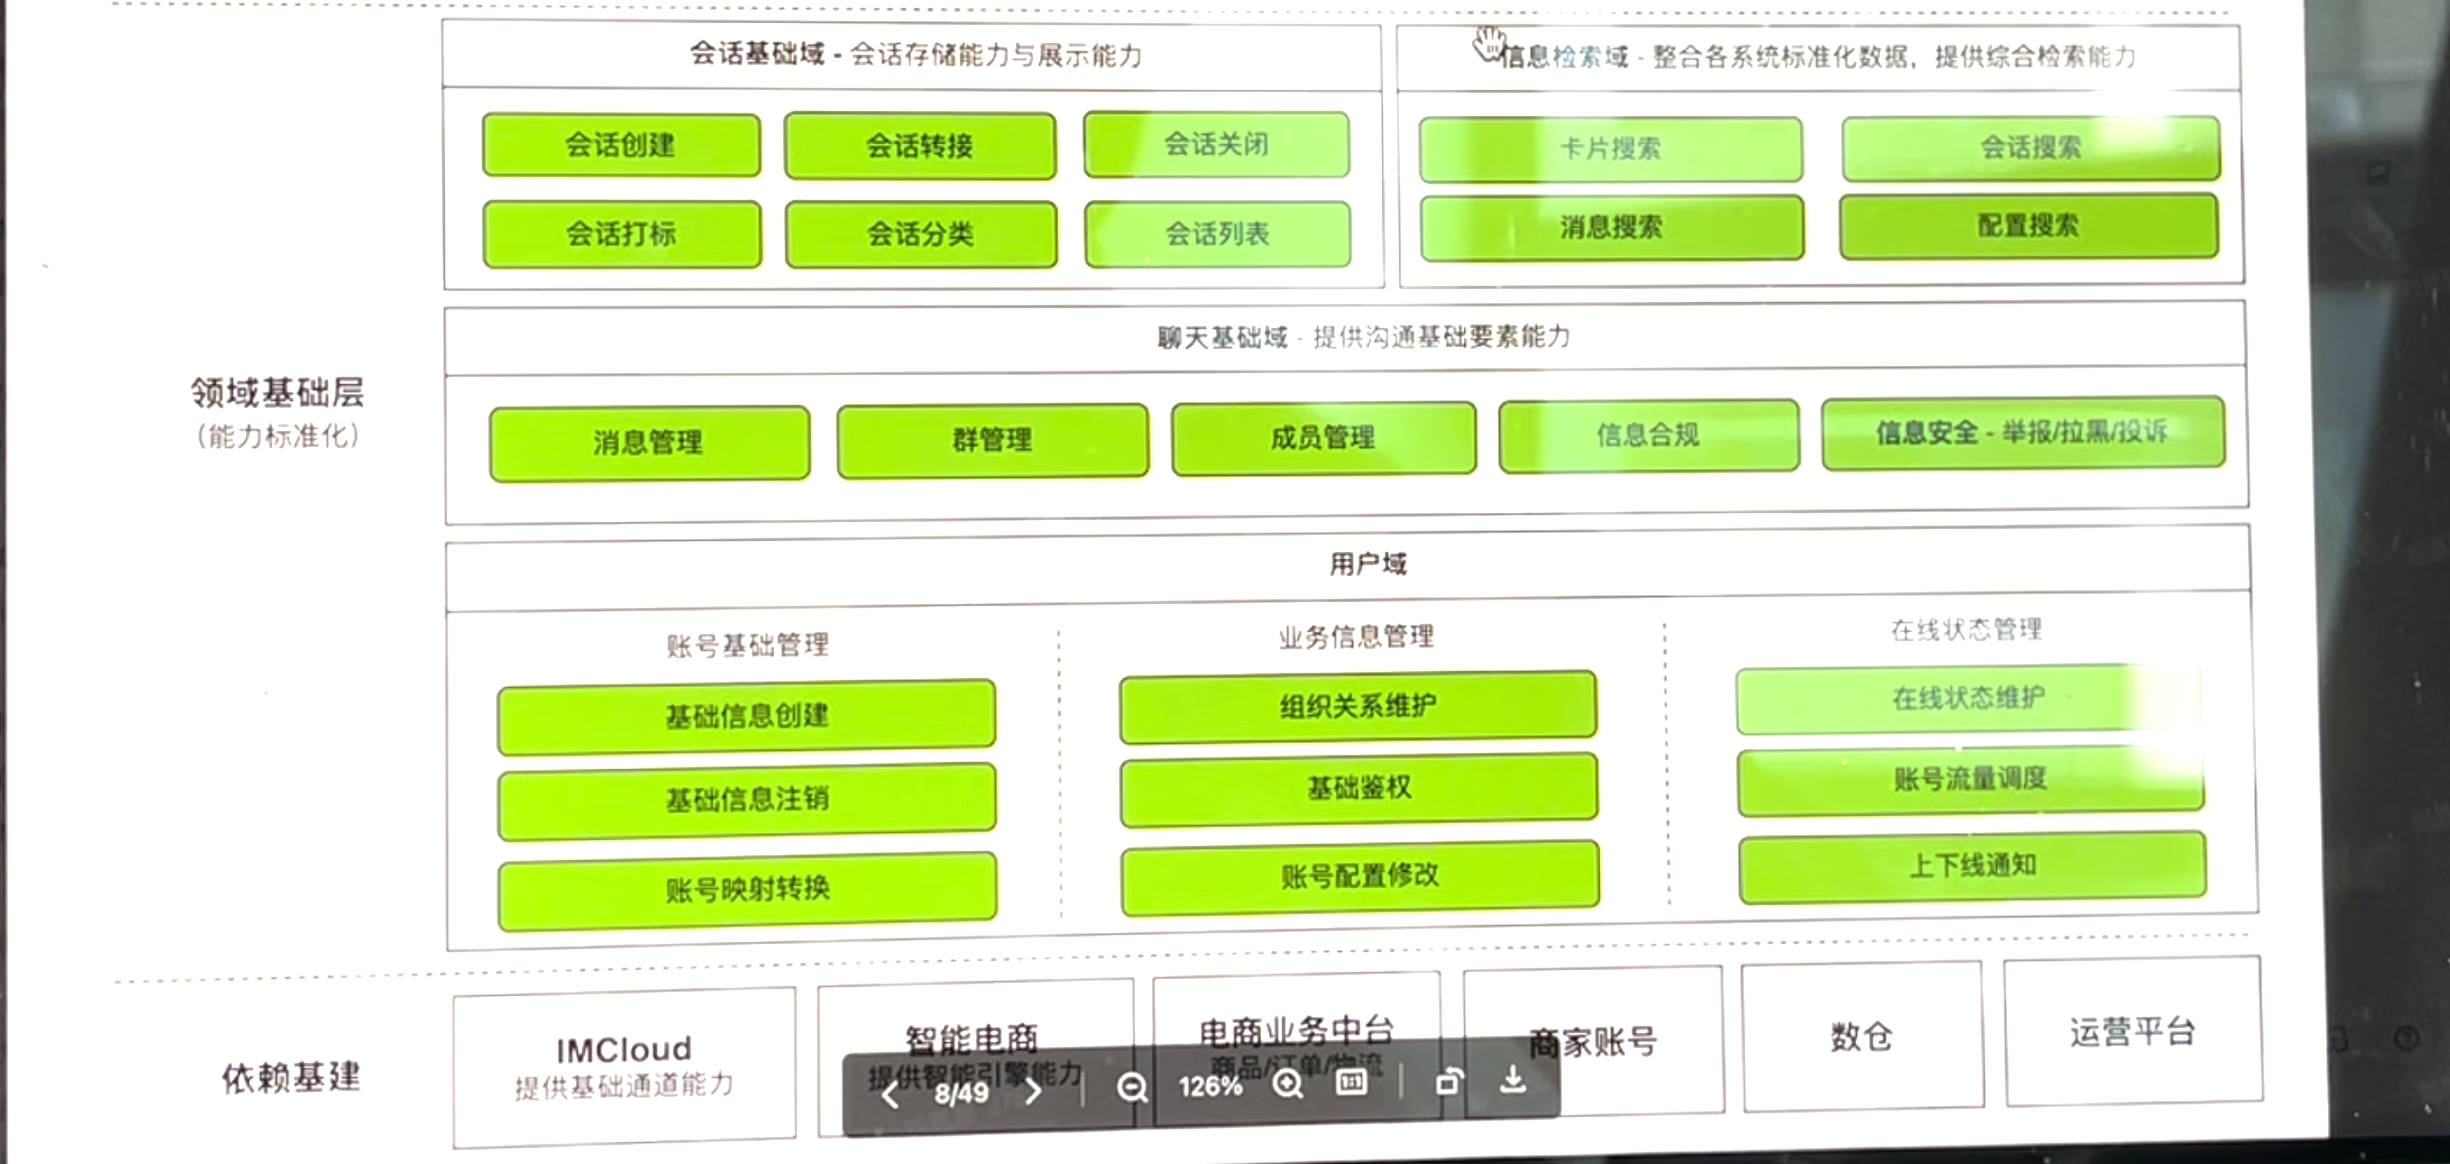 会话基础域 - 会话存储能力与展示能力
信息检索域 - 整合各系统标准化数据，提供综合检索能力
会话创建
会话转接
会话关闭
卡片搜索
会话搜索
会话打标
会话分类
会话列表
消息搜索
配置搜索
聊天基础域 - 提供沟通基础要素能力
领域基础层
（能力标准化）
消息管理
群管理
成员管理
信息合规
信息安全 - 举报/拉黑/投诉
用户域
账号基础管理
业务信息管理
在线状态管理
基础信息创建
组织关系维护
在线状态维护
基础信息注销
基础鉴权
账号流量调度
账号映射转换
账号配置修改
上下线通知
依赖基建
IMCloud
提供基础通道能力
智能电商
提供智能引擎能力
电商业务中台
商品/订单/物流
商家账号
数仓
运营平台
8/49
126%
1:1